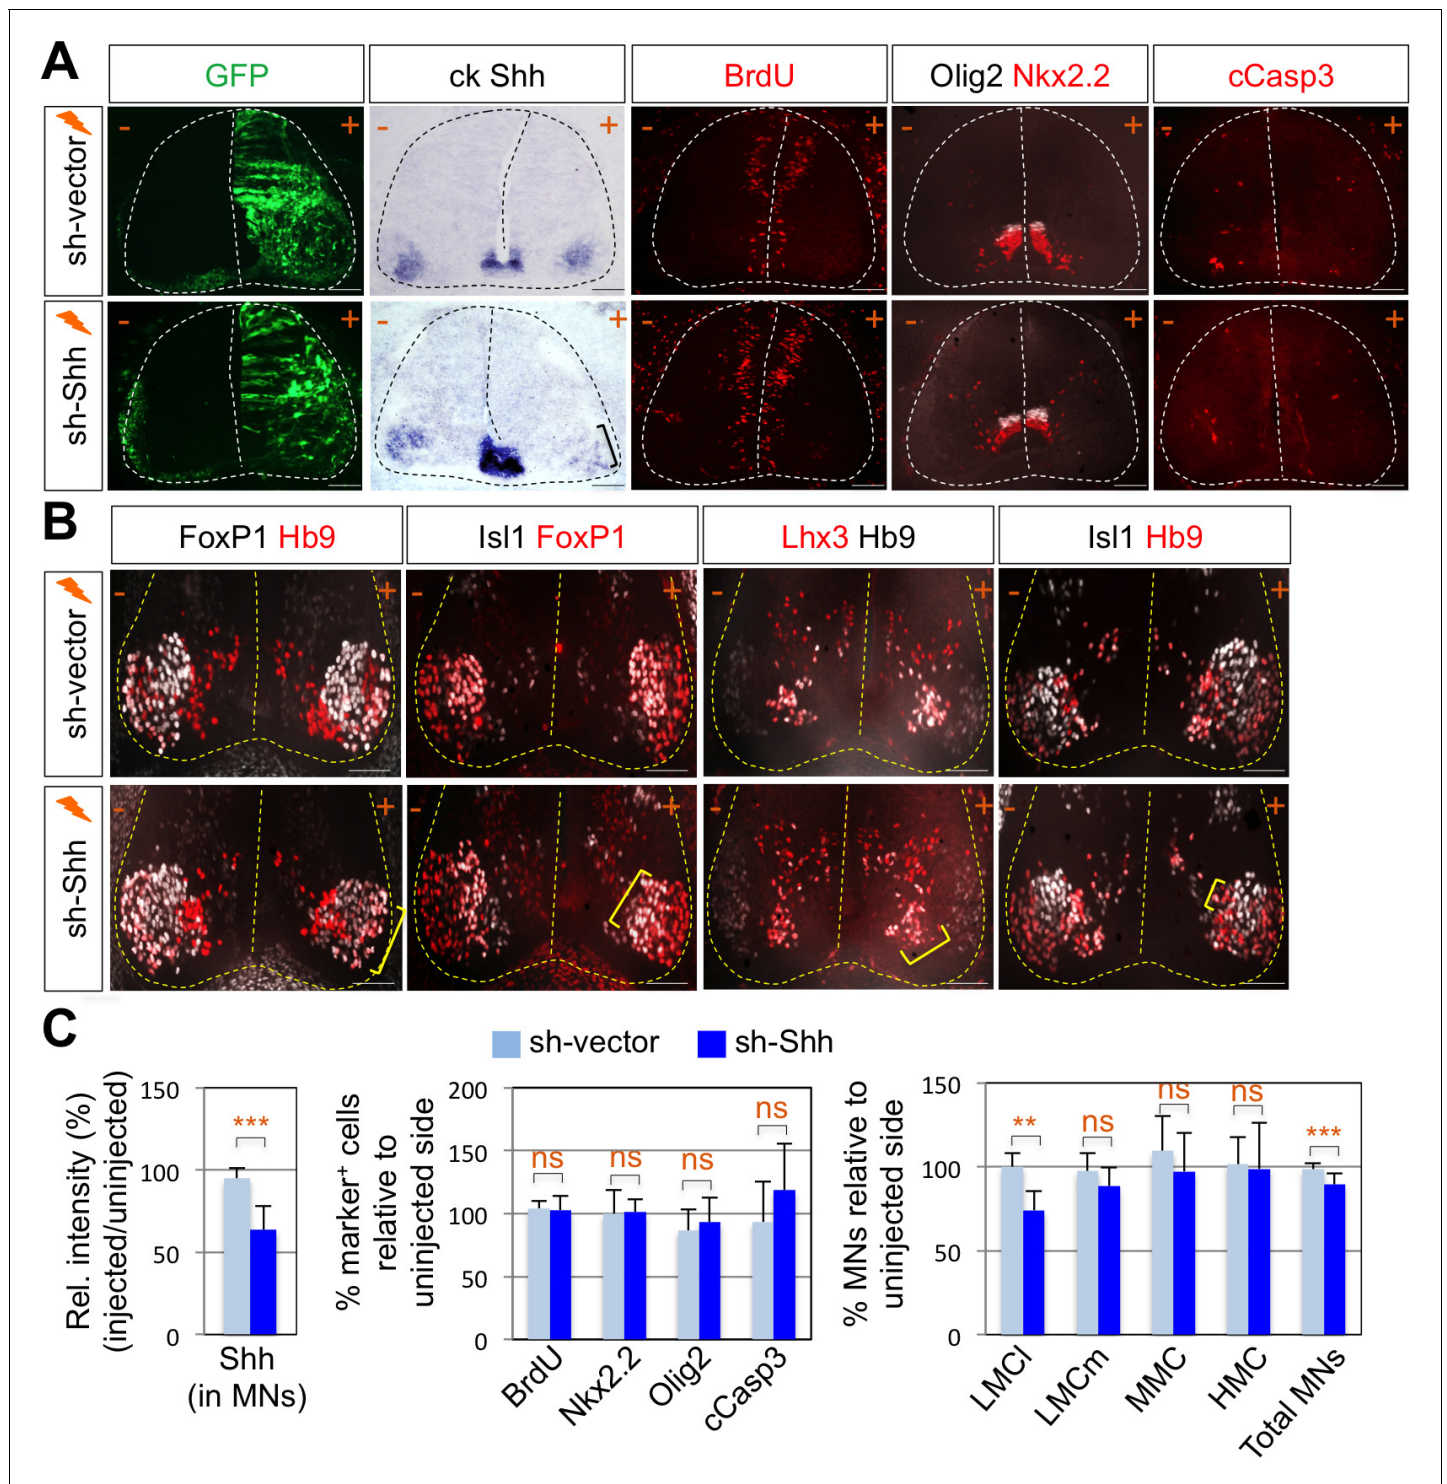 A
GFP
ck Shh
BrdU
Olig2 Nkx2.2
cCasp3
sh-vector
- +
- +
- +
- +
- +
sh-Shh
- +
- +
- +
- +
- +
B
FoxP1 Hb9
Isl1 FoxP1
Lhx3 Hb9
Isl1 Hb9
sh-vector
- +
- +
- +
- +
sh-Shh
- +
- +
- +
- +
C
sh-vector
sh-Shh
Rel. intensity (%)
(injected/uninjected)
150
100
50
0
***
Shh
(in MNs)
% marker+ cells
relative to
uninjected side
200
150
100
50
0
ns
ns
ns
ns
BrdU
Nkx2.2
Olig2
cCasp3
% MNs relative to
uninjected side
150
100
50
0
**
ns
ns
ns
***
LMCl
LMCm
MMC
HMC
Total MNs